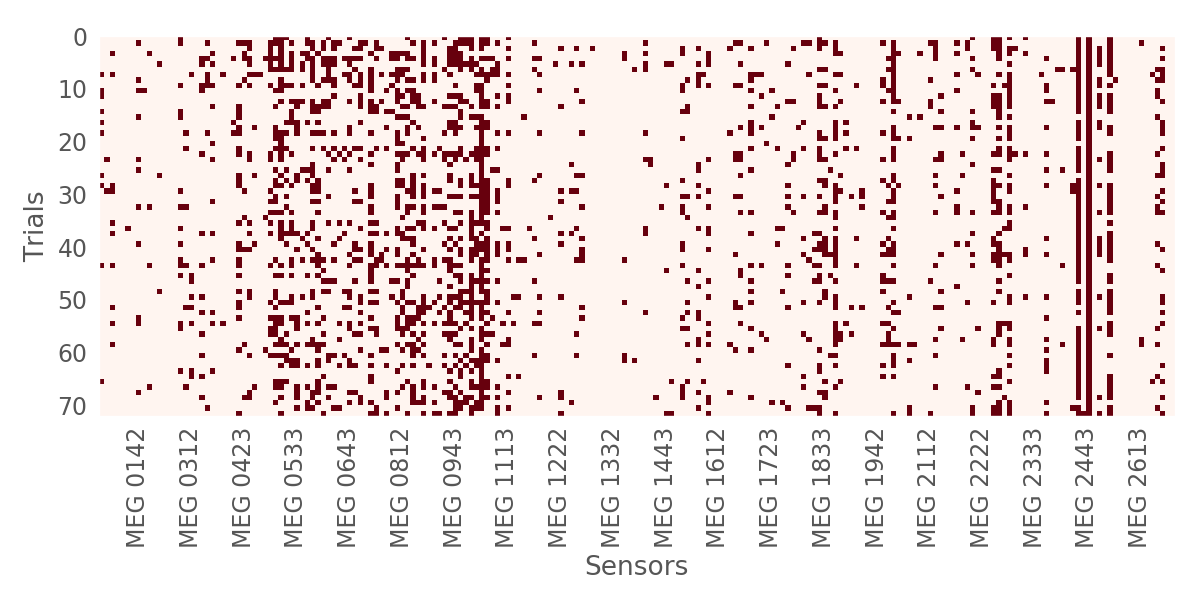 0
10
20
30
40
50
60
70
Trials
MEG 0142
MEG 0312
MEG 0423
MEG 0533
MEG 0643
MEG 0812
MEG 0943
MEG 1113
MEG 1222
MEG 1332
MEG 1443
MEG 1612
MEG 1723
MEG 1833
MEG 1942
MEG 2112
MEG 2222
MEG 2333
MEG 2443
MEG 2613
Sensors